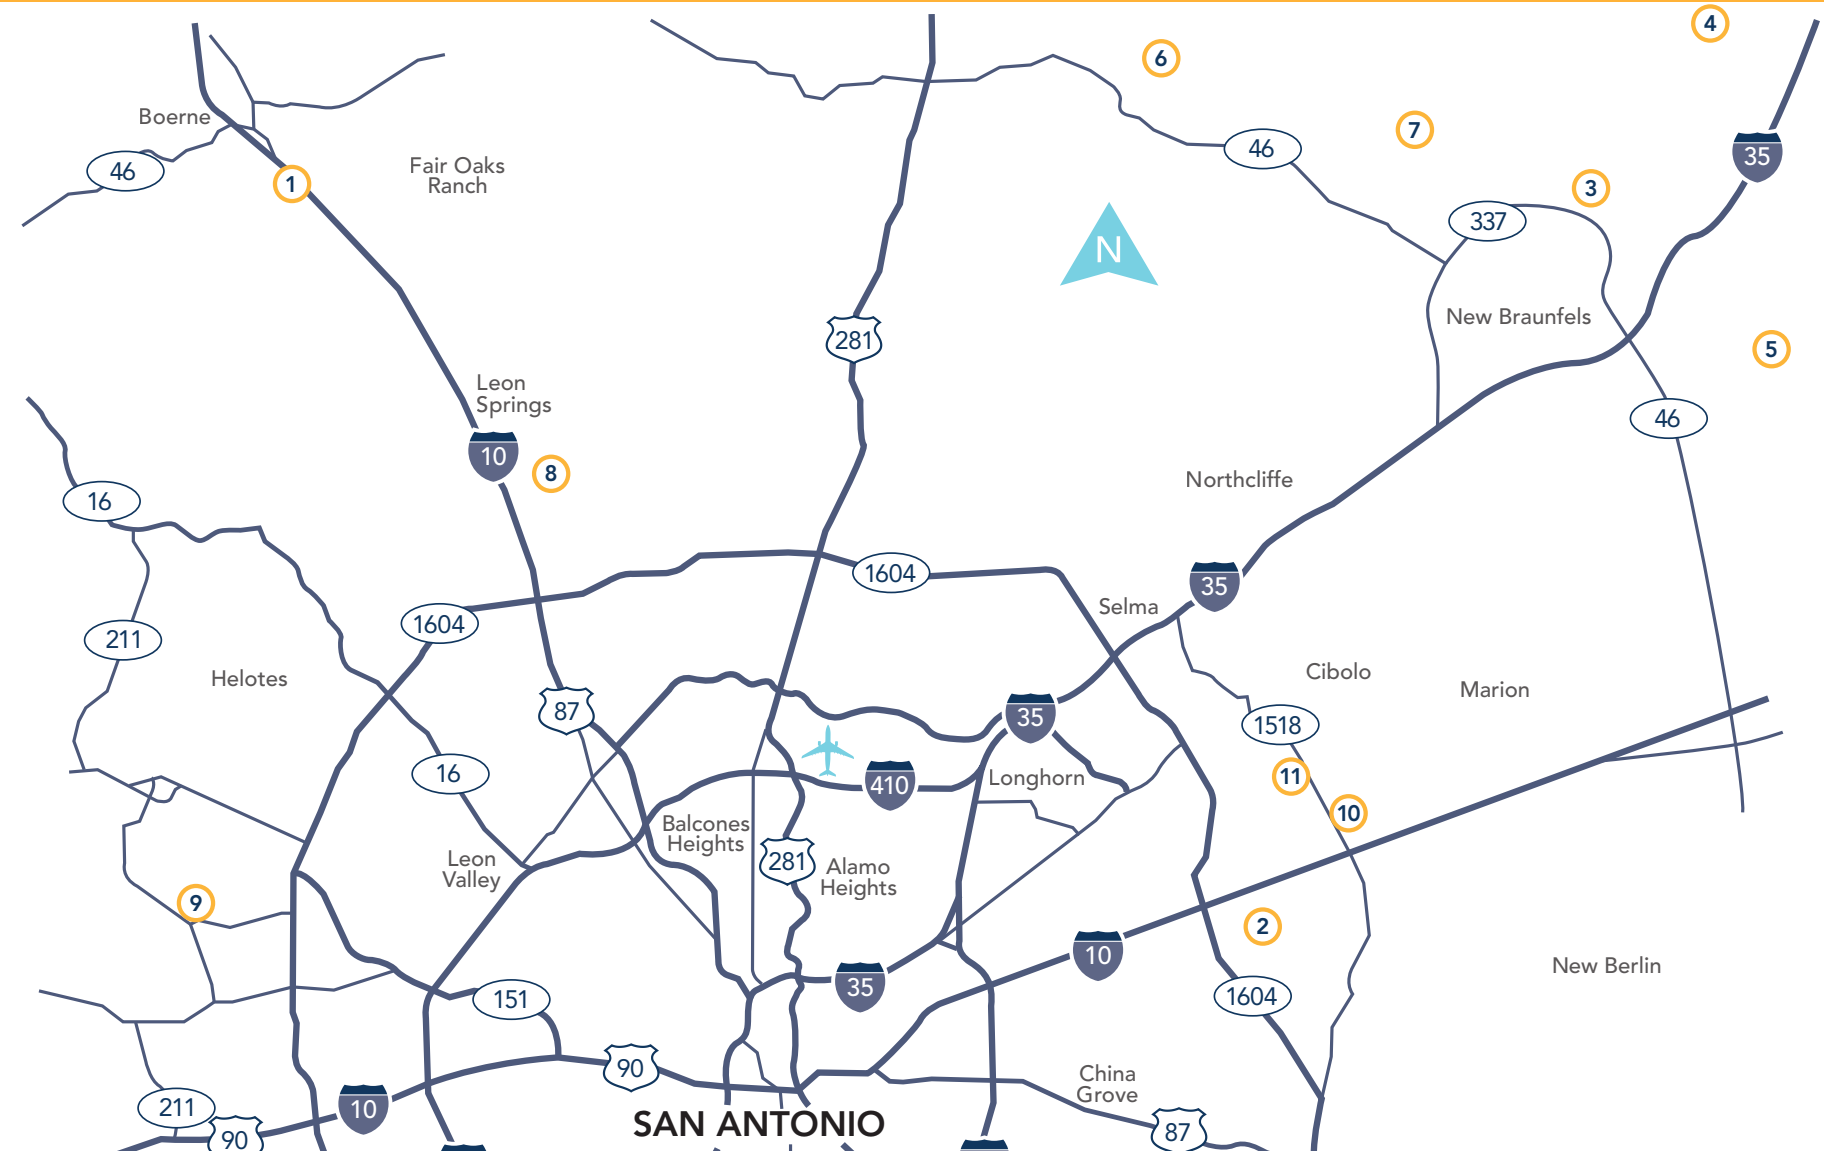 4
6
7
46
35
Boerne
46
1
Fair Oaks
Ranch
3
337
N
New Braunfels
281
5
Leon
Springs
46
10
8
Northcliffe
16
1604
35
1604
Selma
211
Helotes
Cibolo
Marion
87
35
1518
16
410
Longhorn
11
10
Balcones
Heights
281
Leon
Valley
Alamo
Heights
9
2
10
New Berlin
35
151
1604
90
China
Grove
211
10
90
SAN ANTONIO
87